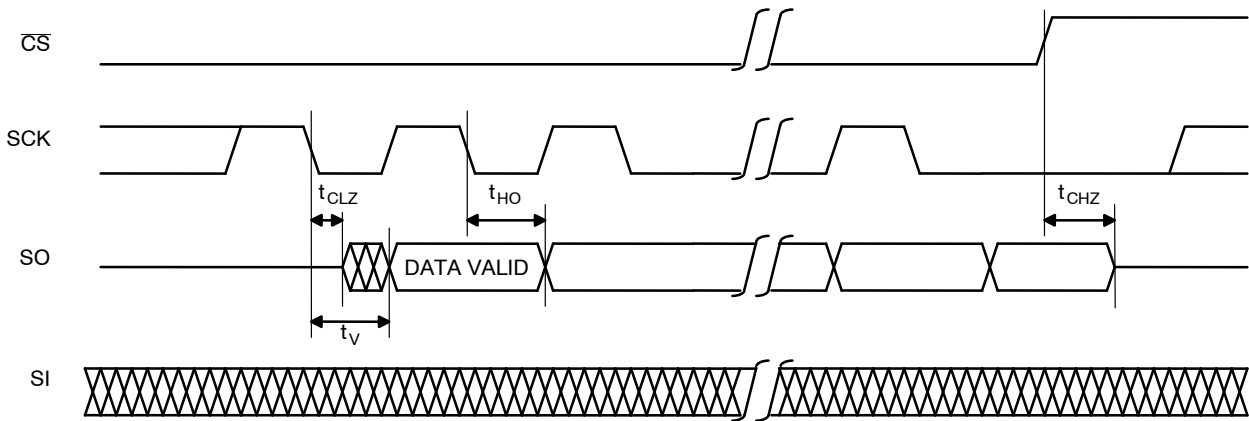 CS
SCK
tCLZ
tHO
tCHZ
SO
DATA VALID
tV
SI